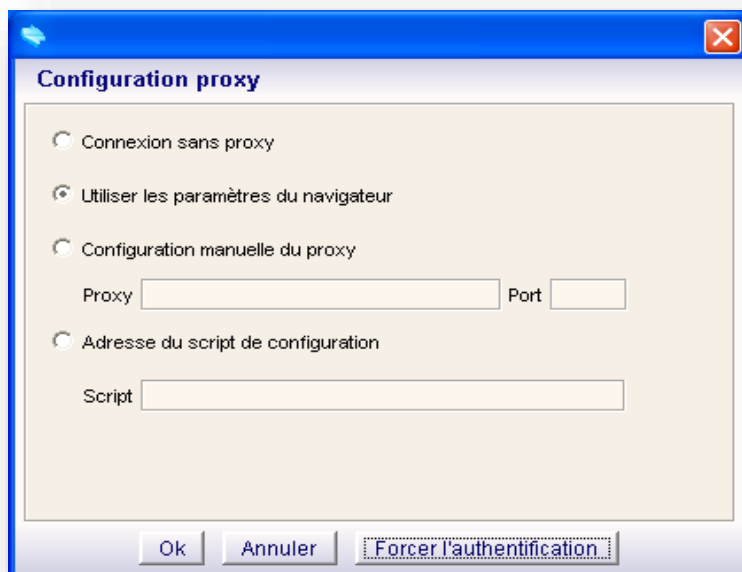 Configuration proxy
Connexion sans proxy
Utiliser les paramètres du navigateur
Configuration manuelle du proxy
Proxy Port
Adresse du script de configuration
Script
Ok Annuler Forcer l'authentification